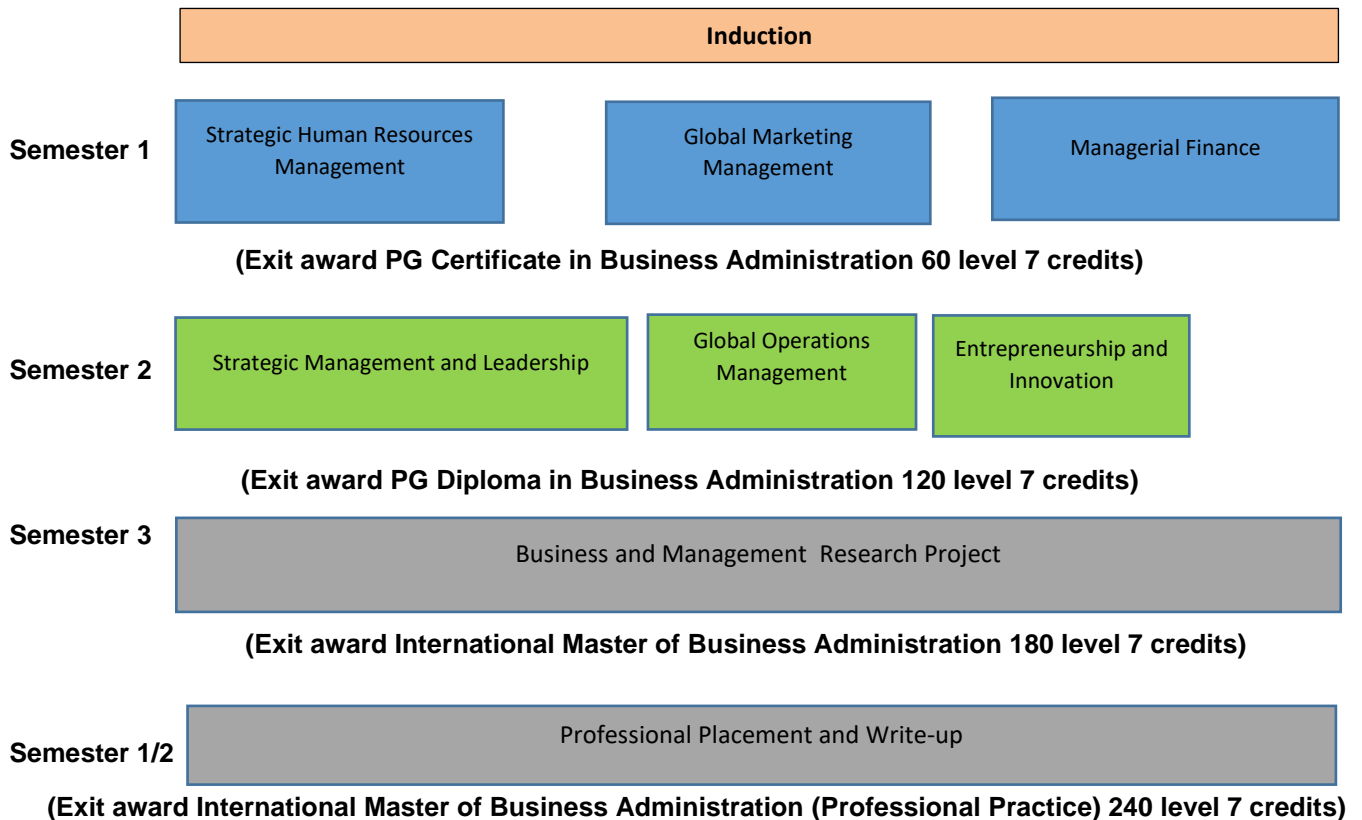 Induction
Semester 1
Strategic Human Resources
Management
Global Marketing
Management
Managerial Finance
(Exit award PG Certificate in Business Administration 60 level 7 credits)
Semester 2
Strategic Management and Leadership
Global Operations
Management
Entrepreneurship and
Innovation
(Exit award PG Diploma in Business Administration 120 level 7 credits)
Semester 3
Business and Management Research Project
(Exit award International Master of Business Administration 180 level 7 credits)
Semester 1/2
Professional Placement and Write-up
(Exit award International Master of Business Administration (Professional Practice) 240 level 7 credits)